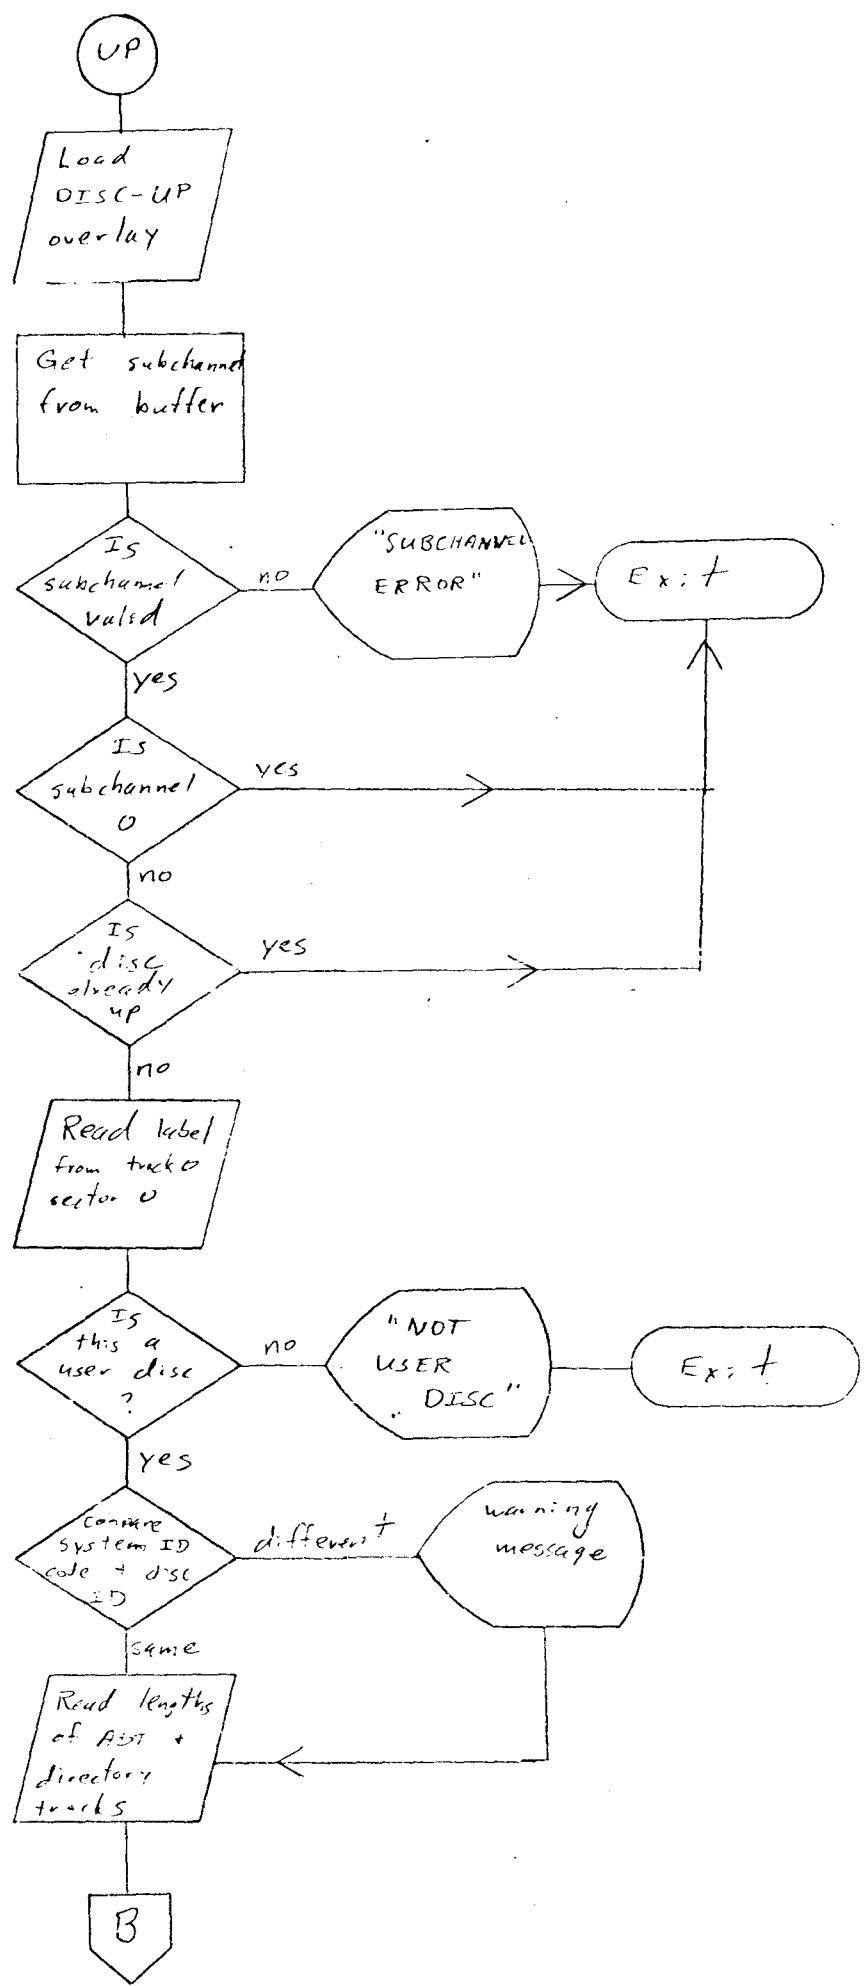 UP
Load
DISC-UP
overlay
Get subchannel
from buffer
Is
subchannel
valid
no
"SUBCHANNEL
ERROR"
Exit
yes
Is
subchannel
0
yes
no
Is
disc
already
up
yes
no
Read label
from track 0
sector 0
Is
this a
user disc
?
no
"NOT
USER
DISC"
Exit
yes
Compare
system ID
code + disc
ID
different
warning
message
same
Read lengths
of ADT +
directory
tracks
B